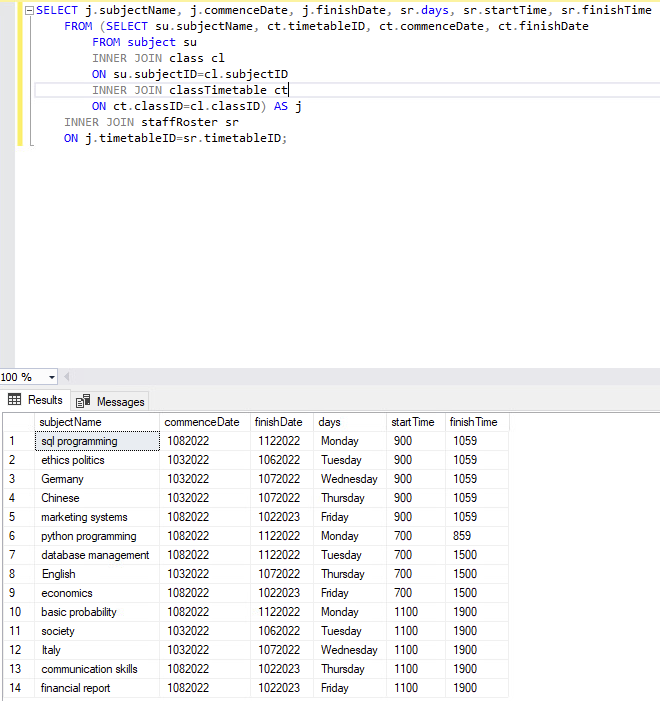 SELECT j.subjectName, j.commenceDate, j.finishDate, sr.days, sr.startTime, sr.finishTime
FROM (SELECT su.subjectName, ct.timetableID, ct.commenceDate, ct.finishDate
FROM subject su
INNER JOIN class cl
ON su.subjectID=cl.subjectID
INNER JOIN classTimetable ct
ON ct.classID=cl.classID) AS j
INNER JOIN staffRoster sr
ON j.timetableID=sr.timetableID;
100 %
Results Messages
subjectName commenceDate finishDate days startTime finishTime
1 sql programming 1082022 1122022 Monday 900 1059
2 ethics politics 1032022 1062022 Tuesday 900 1059
3 Germany 1032022 1072022 Wednesday 900 1059
4 Chinese 1032022 1072022 Thursday 900 1059
5 marketing systems 1082022 1022023 Friday 900 1059
6 python programming 1082022 1122022 Monday 700 859
7 database management 1082022 1122022 Tuesday 700 1500
8 English 1032022 1072022 Thursday 700 1500
9 economics 1082022 1022023 Friday 700 1500
10 basic probability 1082022 1122022 Monday 1100 1900
11 society 1032022 1062022 Tuesday 1100 1900
12 Italy 1032022 1072022 Wednesday 1100 1900
13 communication skills 1082022 1022023 Thursday 1100 1900
14 financial report 1082022 1022023 Friday 1100 1900